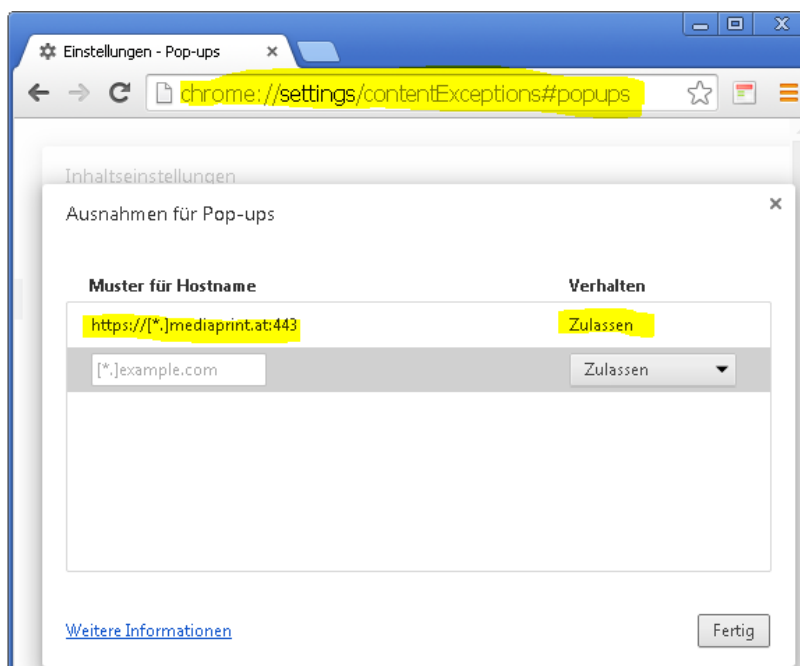 Einstellungen - Pop-ups
chrome://settings/contentExceptions#popups
Inhaltseinstellungen
Ausnahmen für Pop-ups
Muster für Hostname Verhalten
https://[*.]mediaprint.at:443 Zulassen
[*.]example.com Zulassen
Weitere Informationen Fertig